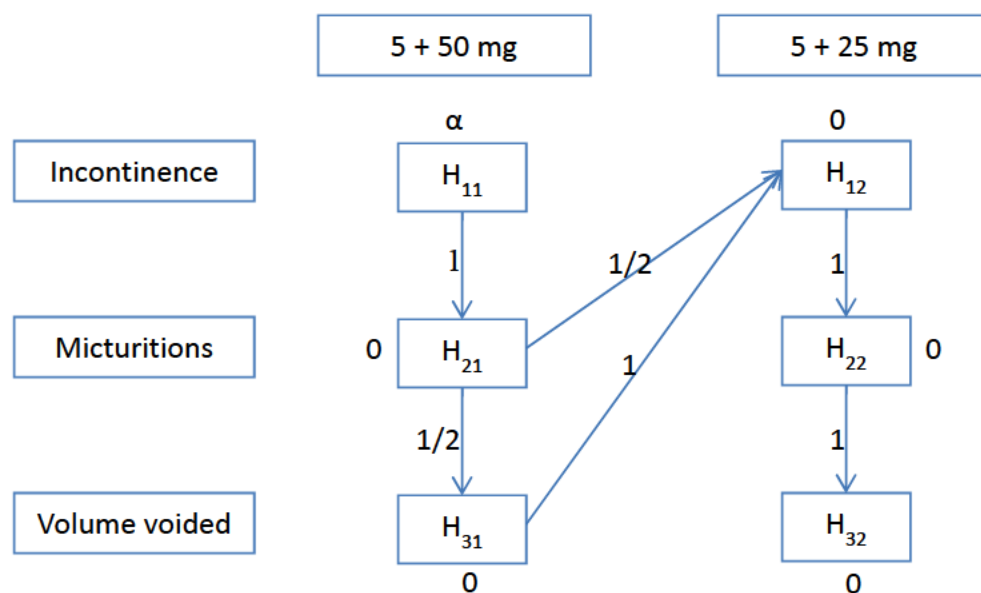 5 + 50 mg
5 + 25 mg
α
0
Incontinence
H₁₁
H₁₂
1
1/2
1
Micturitions
0
H₂₁
H₂₂
0
1
1/2
1
Volume voided
H₃₁
H₃₂
0
0